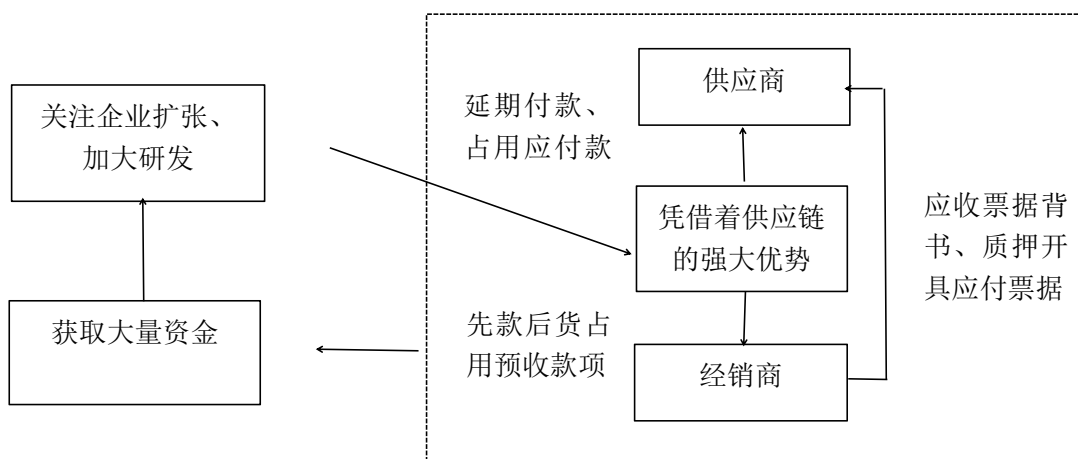 关注企业扩张、
加大研发
获取大量资金
延期付款、
占用应付款
先款后货占
用预收款项
供应商
凭借着供应链
的强大优势
经销商
应收票据背
书、质押开
具应付票据